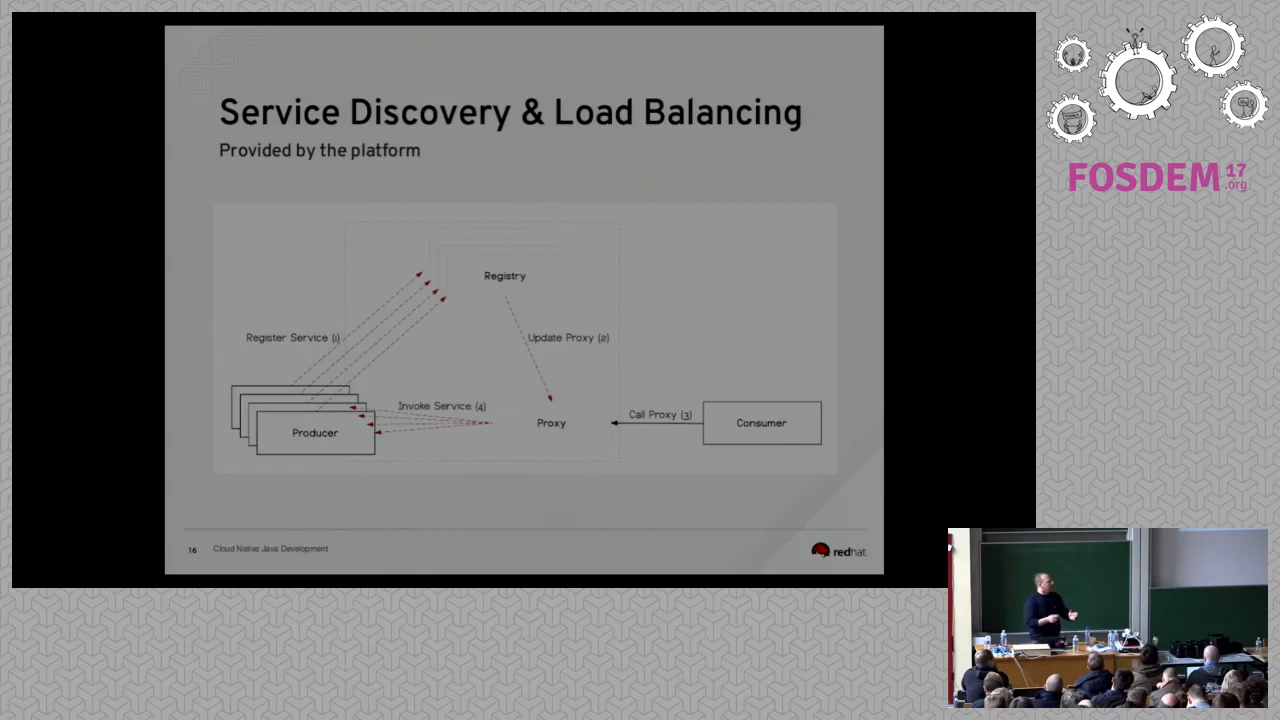 Service Discovery & Load Balancing
Provided by the platform
Registry
Register Service (1)
Update Proxy (2)
Invoke Service (4)
Call Proxy (3)
Producer
Proxy
Consumer
16 Cloud Native Java Development
redhat.
FOSDEM 17
.org